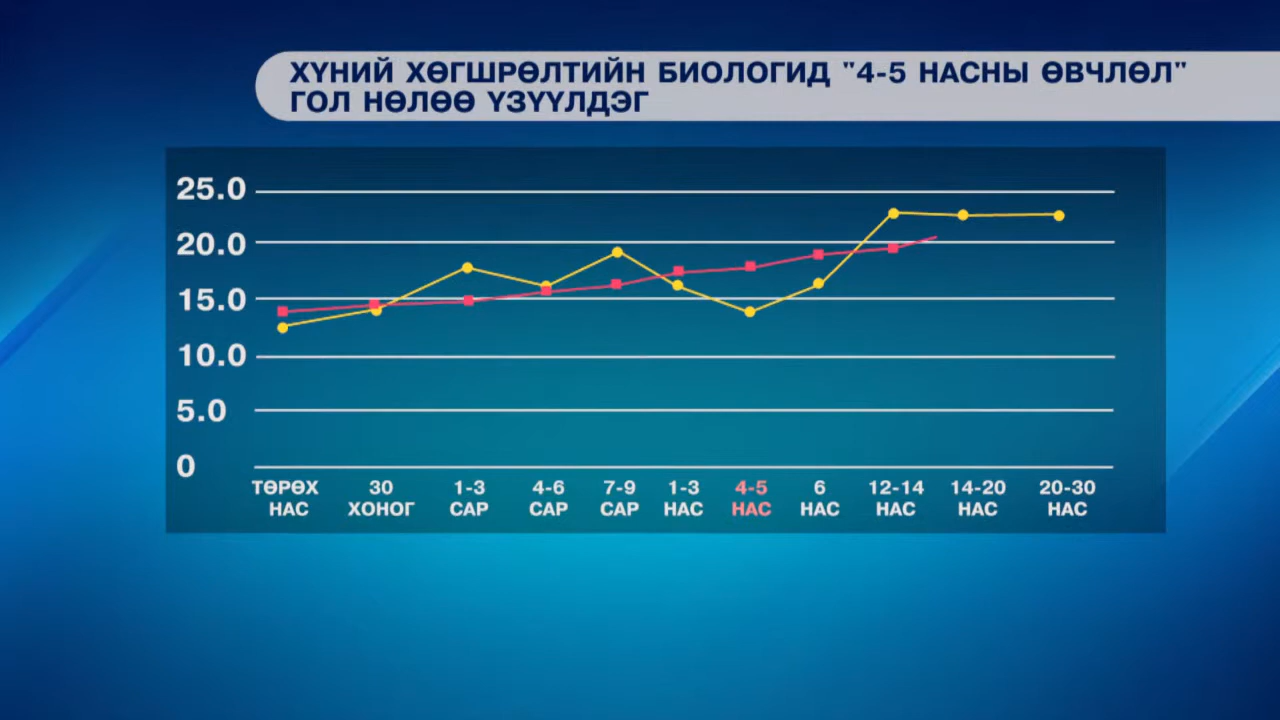 ХҮНИЙ ХӨГШРӨЛТИЙН БИОЛОГИД "4-5 НАСНЫ ӨВЧЛӨЛ"
ГОЛ НӨЛӨӨ ҮЗҮҮЛДЭГ
25.0
20.0
15.0
10.0
5.0
0
ТӨРӨХ НАС
30 ХОНОГ
1-3 САР
4-6 САР
7-9 САР
1-3 НАС
4-5 НАС
6 НАС
12-14 НАС
14-20 НАС
20-30 НАС